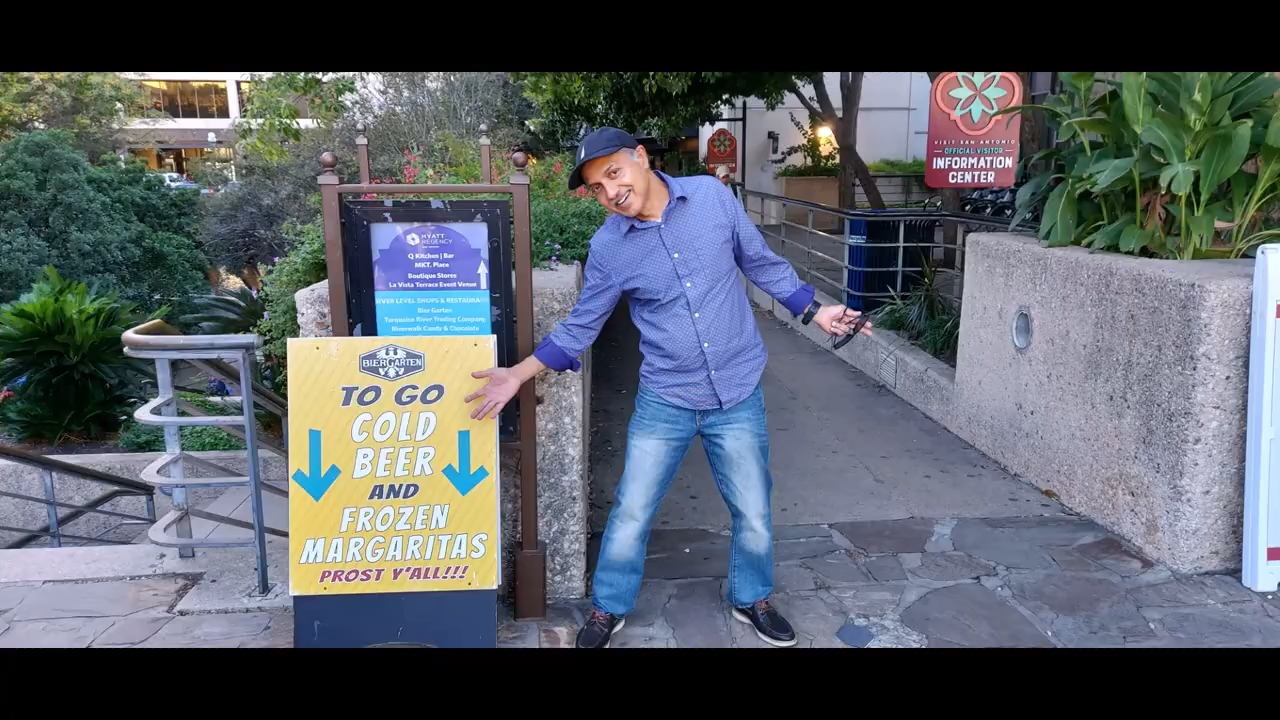 HYATT
REGENCY
Q Kitchen | Bar
MKT. Place
Boutique Stores
La Vista Terrace Event Venue
RIVER LEVEL SHOPS & RESTAURANTS
Bier Garten
Turquoise River Trading Company
Riverwalk Candy & Chocolate
BIERGARTEN
TO GO
COLD
BEER
AND
FROZEN
MARGARITAS
PROST Y'ALL!!!
VISIT SAN ANTONIO
OFFICIAL VISITOR
INFORMATION
CENTER